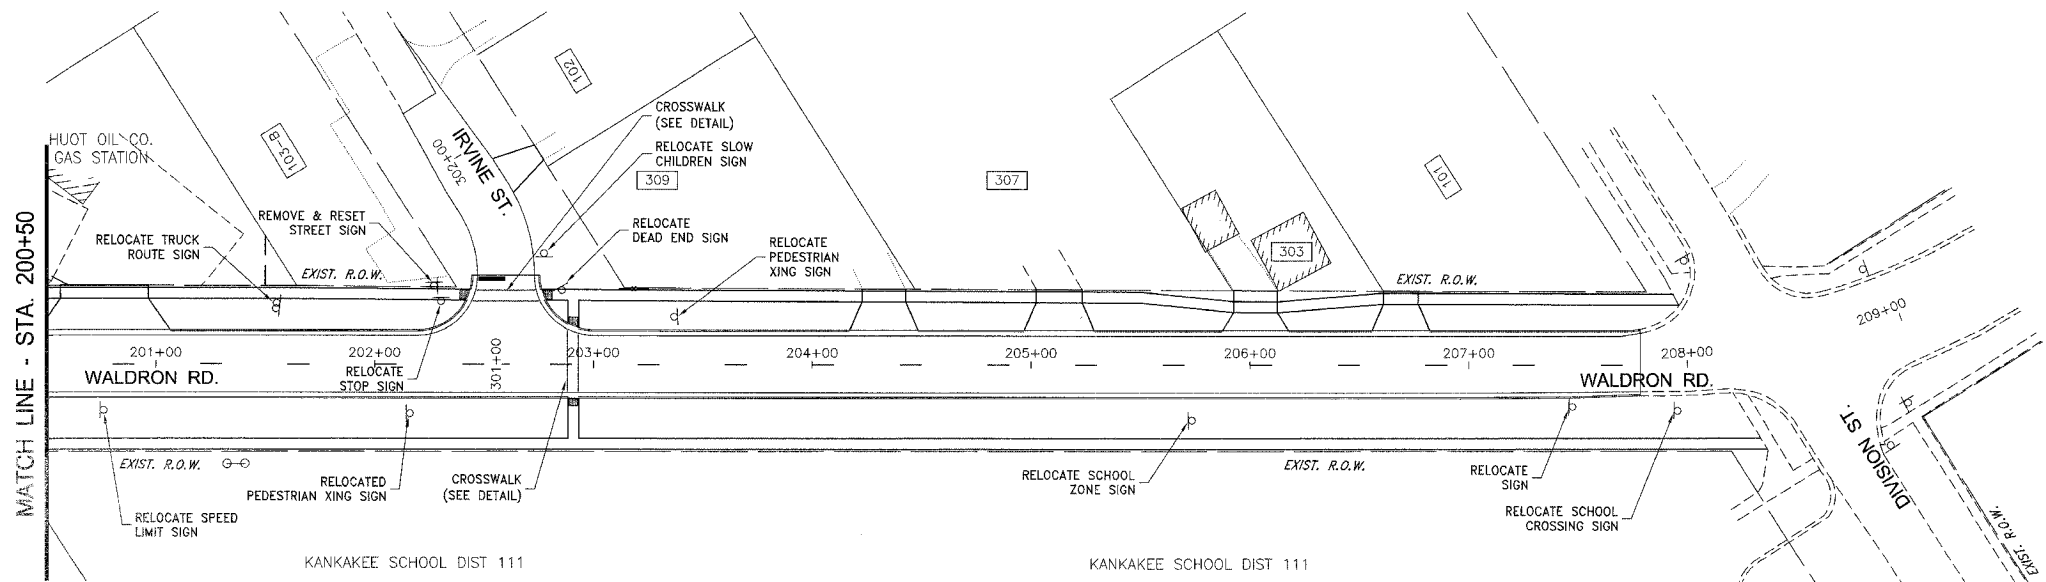 MATCH LINE - STA. 200+50
HUOT OIL CO.
GAS STATION
103-B
102
IRVINE ST.
302+00
CROSSWALK
(SEE DETAIL)
RELOCATE SLOW
CHILDREN SIGN
309
307
101
303
REMOVE & RESET
STREET SIGN
RELOCATE TRUCK
ROUTE SIGN
RELOCATE
DEAD END SIGN
RELOCATE
PEDESTRIAN
XING SIGN
EXIST. R.O.W.
EXIST. R.O.W.
209+00
201+00
202+00
301+00
203+00
204+00
205+00
206+00
207+00
208+00
RELOCATE
STOP SIGN
WALDRON RD.
WALDRON RD.
DIVISION ST.
EXIST. R.O.W.
EXIST. R.O.W.
EXIST. R.O.W.
EXIST. R.O.W.
RELOCATED
PEDESTRIAN XING SIGN
CROSSWALK
(SEE DETAIL)
RELOCATE SCHOOL
ZONE SIGN
RELOCATE
SIGN
RELOCATE SPEED
LIMIT SIGN
RELOCATE SCHOOL
CROSSING SIGN
KANKAKEE SCHOOL DIST 111
KANKAKEE SCHOOL DIST 111